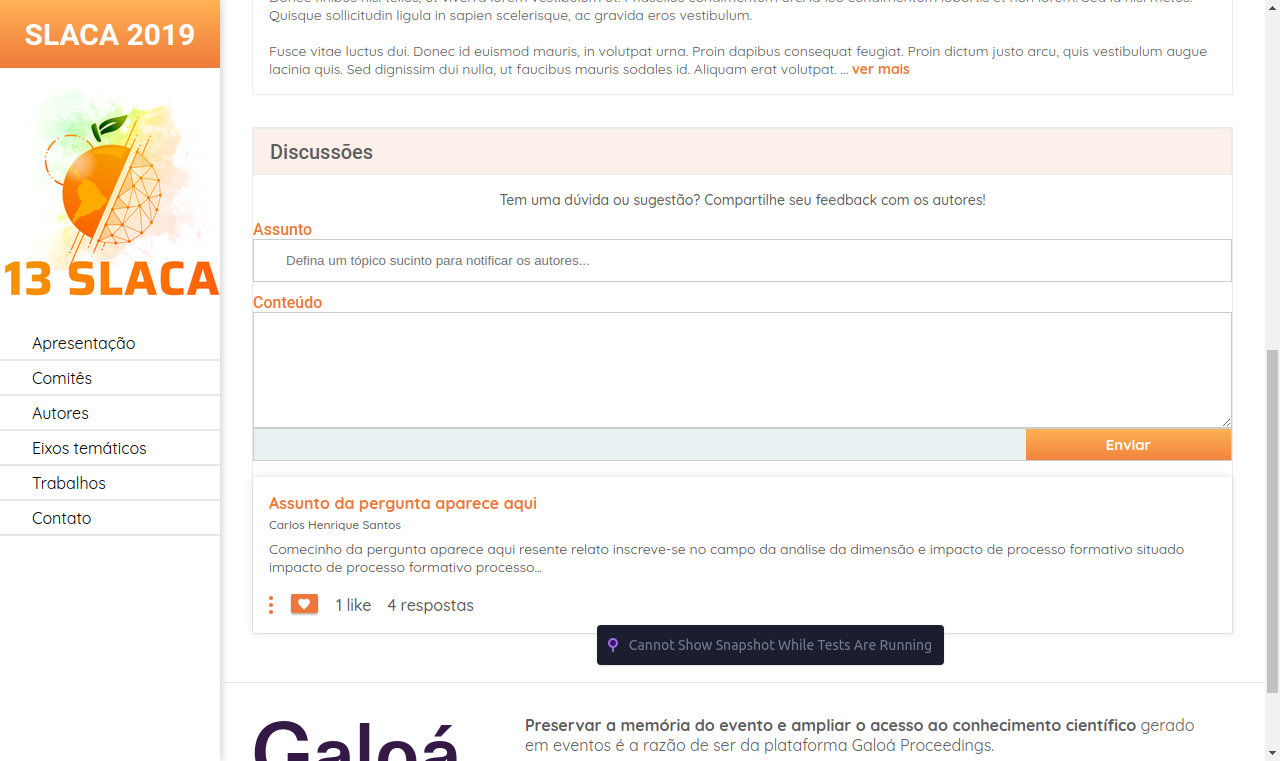 SLACA 2019
13 SLACA
Apresentação
Comitês
Autores
Eixos temáticos
Trabalhos
Contato
Quisque sollicitudin ligula in sapien scelerisque, ac gravida eros vestibulum.
Fusce vitae luctus dui. Donec id euismod mauris, in volutpat urna. Proin dapibus consequat feugiat. Proin dictum justo arcu, quis vestibulum augue
lacinia quis. Sed dignissim dui nulla, ut faucibus mauris sodales id. Aliquam erat volutpat. ... ver mais
Discussões
Tem uma dúvida ou sugestão? Compartilhe seu feedback com os autores!
Assunto
Defina um tópico sucinto para notificar os autores...
Conteúdo
Enviar
Assunto da pergunta aparece aqui
Carlos Henrique Santos
Comecinho da pergunta aparece aqui resente relato inscreve-se no campo da análise da dimensão e impacto de processo formativo situado
impacto de processo formativo processo...
1 like 4 respostas
Cannot Show Snapshot While Tests Are Running
Galoá
Preservar a memória do evento e ampliar o acesso ao conhecimento científico gerado
em eventos é a razão de ser da plataforma Galoá Proceedings.